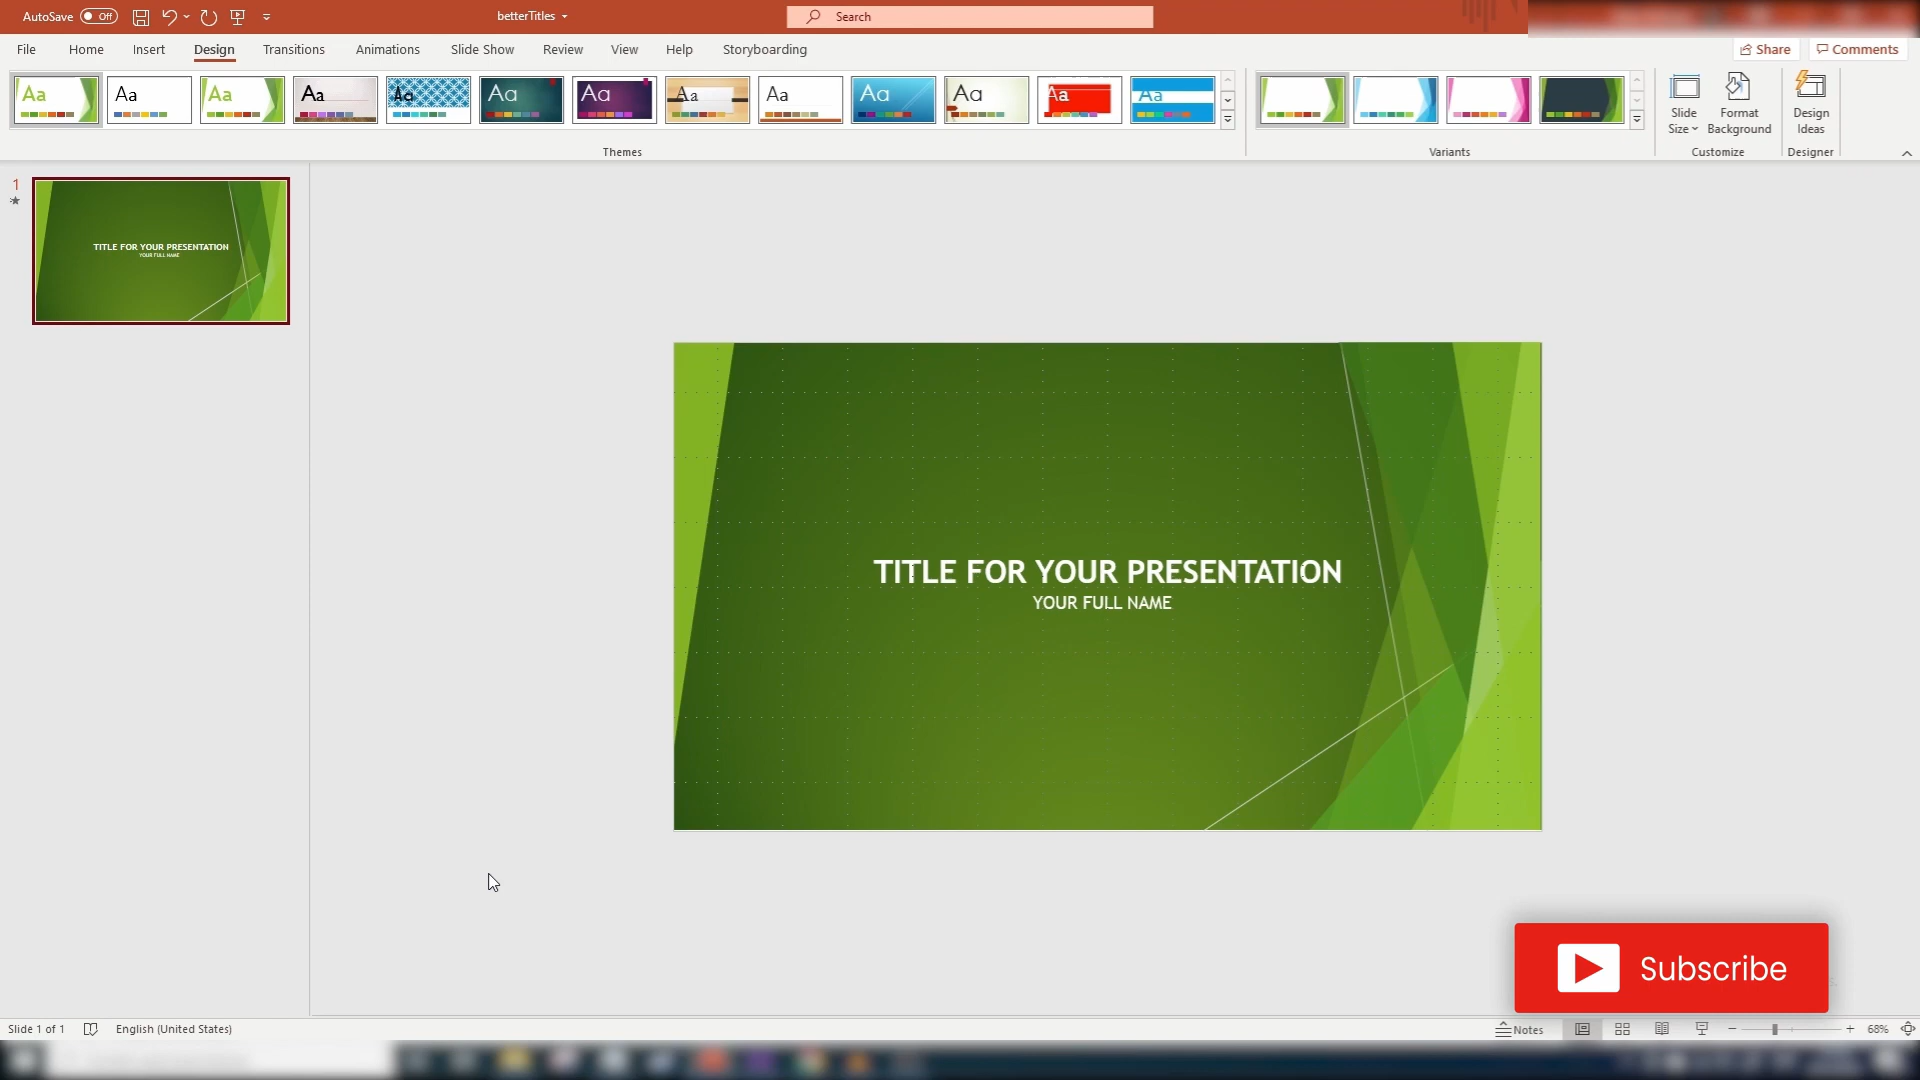 AutoSave Off
betterTitles
Search
File Home Insert Design Transitions Animations Slide Show Review View Help Storyboarding
Share Comments
Aa Aa Aa Aa Aa Aa Aa Aa Aa Aa Aa Aa Aa
Slide Size
Format Background
Design Ideas
Themes
Variants
Customize
Designer
1
TITLE FOR YOUR PRESENTATION
YOUR FULL NAME
TITLE FOR YOUR PRESENTATION
YOUR FULL NAME
Subscribe
Slide 1 of 1 English (United States)
Notes
68%